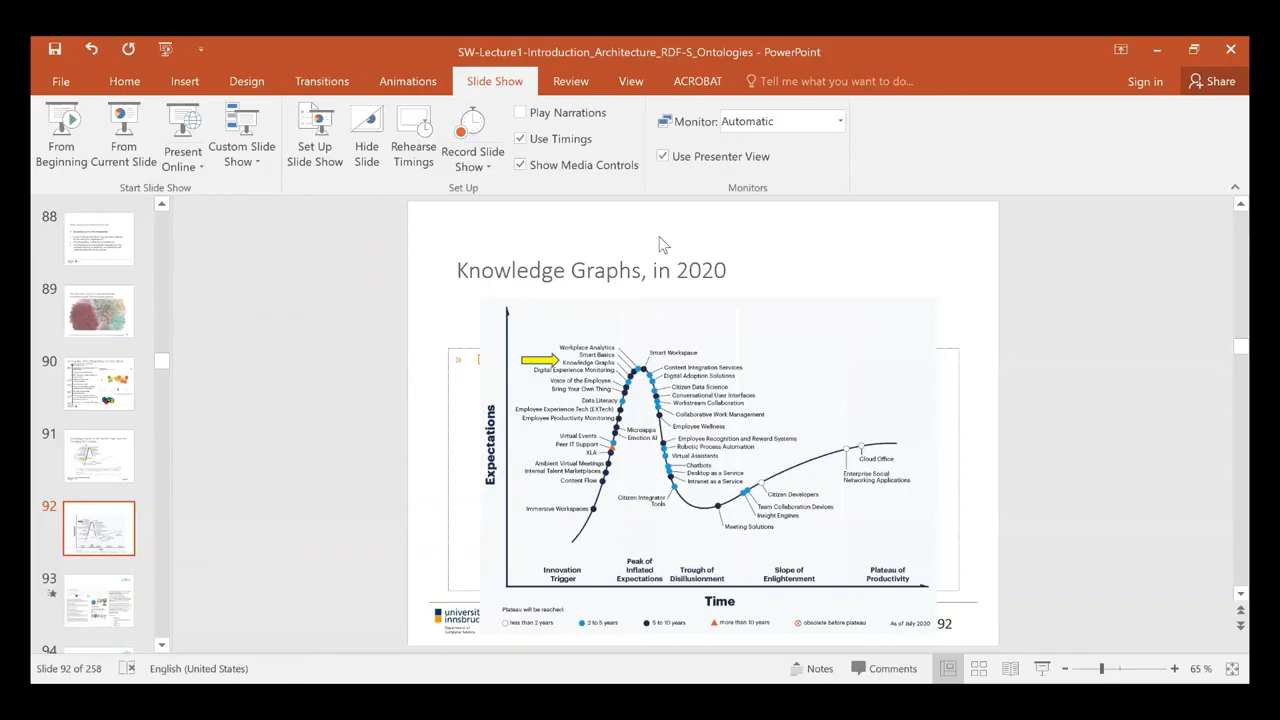 SW-Lecture1-Introduction_Architecture_RDF-S_Ontologies - PowerPoint
File
Home
Insert
Design
Transitions
Animations
Slide Show
Review
View
ACROBAT
Tell me what you want to do...
Sign in
Share
From Beginning
From Current Slide
Present Online
Custom Slide Show
Set Up Slide Show
Hide Slide
Rehearse Timings
Record Slide Show
Play Narrations
Use Timings
Show Media Controls
Monitor:
Automatic
Use Presenter View
Start Slide Show
Set Up
Monitors
88
89
90
91
92
93
94
Knowledge Graphs, in 2020
»
Expectations
Workplace Analytics
Smart Basics
Knowledge Graphs
Digital Experience Monitoring
Voice of the Employee
Bring Your Own Thing
Data Literacy
Employee Experience Tech (EXTech)
Employee Productivity Monitoring
Microapps
Emotion AI
Virtual Events
Peer IT Support
XLA
Ambient Virtual Meetings
Internal Talent Marketplaces
Content Flow
Immersive Workspaces
Smart Workspace
Content Integration Services
Digital Adoption Solutions
Citizen Data Science
Conversational User Interfaces
Workstream Collaboration
Collaborative Work Management
Employee Wellness
Employee Recognition and Reward Systems
Robotic Process Automation
Virtual Assistants
Chatbots
Desktop as a Service
Intranet as a Service
Citizen Integrator
Tools
Meeting Solutions
Insight Engines
Team Collaboration Devices
Citizen Developers
Enterprise Social
Networking Applications
Cloud Office
Innovation
Trigger
Peak of
Inflated
Expectations
Trough of
Disillusionment
Slope of
Enlightenment
Plateau of
Productivity
Time
Plateau will be reached:
less than 2 years
2 to 5 years
5 to 10 years
more than 10 years
obsolete before plateau
As of July 2020
universit
innsbruc
Department of
Computer Science
92
Slide 92 of 258
English (United States)
Notes
Comments
65 %